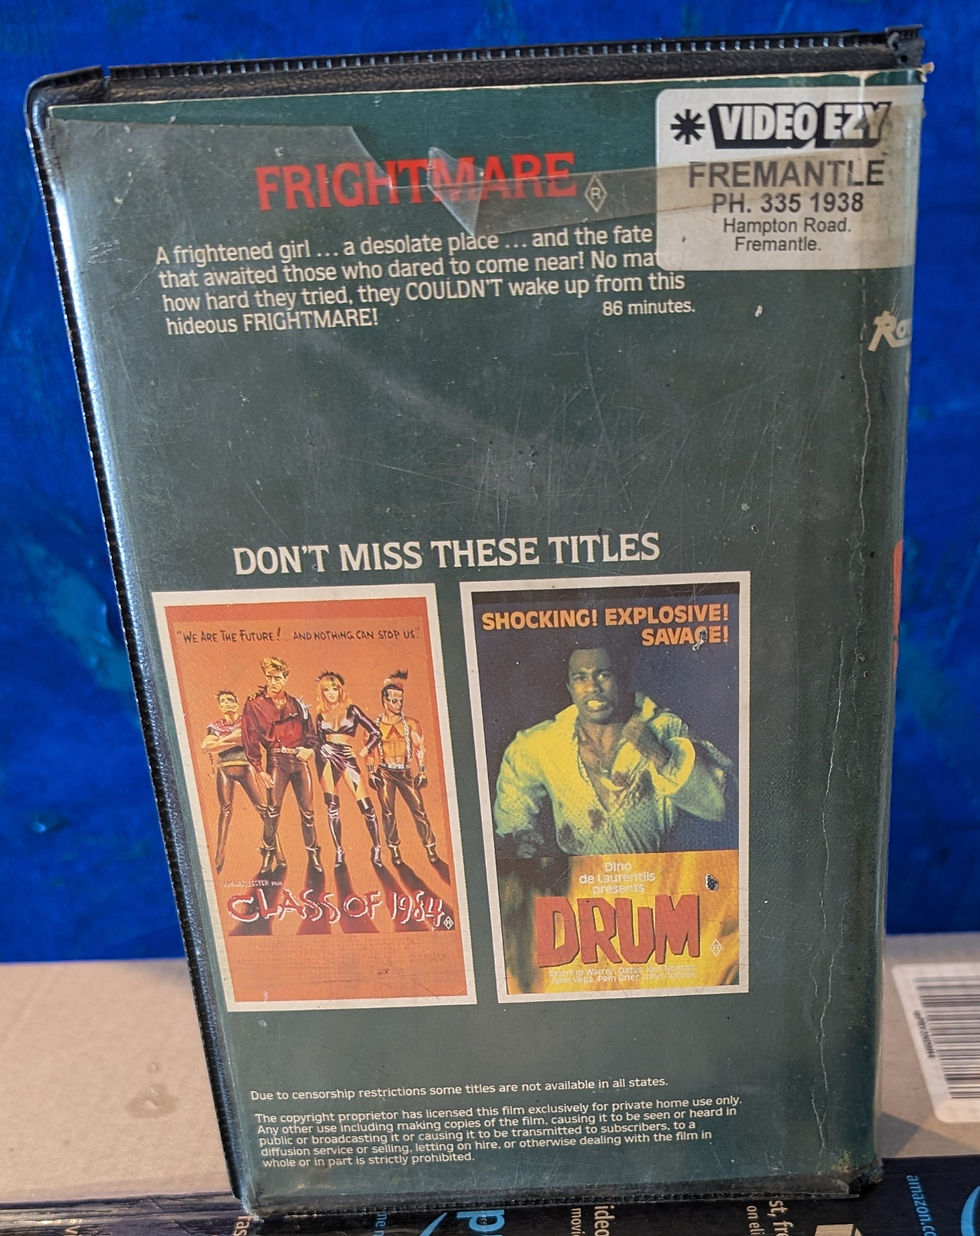 VIDEO EZY
FREMANTLE
PH. 335 1938
Hampton Road.
Fremantle.
FRIGHTMARE R
A frightened girl ... a desolate place ... and the fate
that awaited those who dared to come near! No matter
how hard they tried, they COULDN'T wake up from this
hideous FRIGHTMARE!
86 minutes.
DON'T MISS THESE TITLES
"WE ARE THE FUTURE! ... AND NOTHING CAN STOP US."
CLASS OF 1984 R
SHOCKING! EXPLOSIVE!
SAVAGE!
Dino
de Laurentiis
presents
DRUM R
Due to censorship restrictions some titles are not available in all states.
The copyright proprietor has licensed this film exclusively for private home use only.
Any other use including making copies of the film, causing it to be seen or heard in
public or broadcasting it or causing it to be transmitted to subscribers, to a
diffusion service or selling, letting on hire, or otherwise dealing with the film in
whole or in part is strictly prohibited.
amazon.c